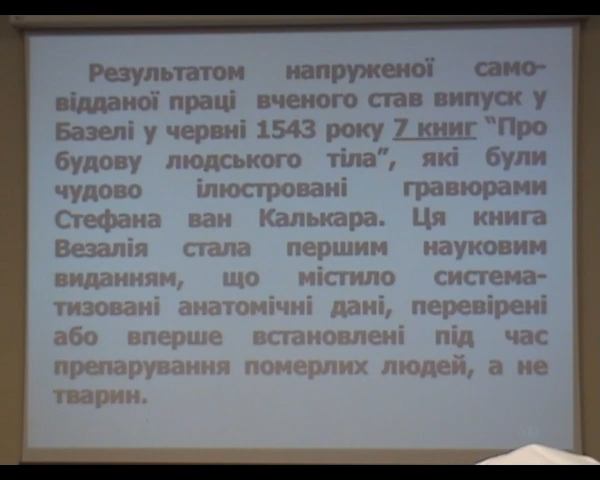 Результатом напруженої само-
відданої праці вченого став випуск у
Базелі у червні 1543 року 7 книг “Про
будову людського тіла”, які були
чудово ілюстровані гравюрами
Стефана ван Калькара. Ця книга
Везалія стала першим науковим
виданням, що містило система-
тизовані анатомічні дані, перевірені
або вперше встановлені під час
препарування померлих людей, а не
тварин.